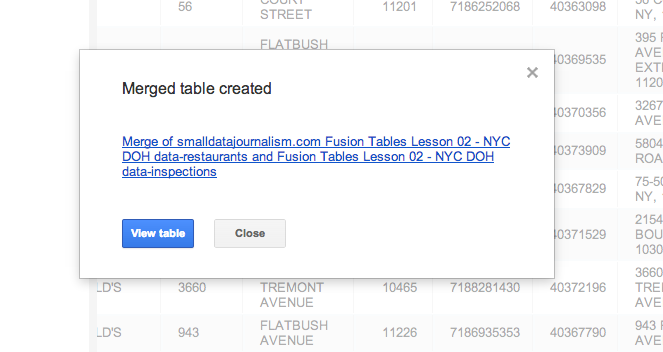 56
COURT
STREET
11201
7186252068
40363098
NY,
FLATBUSH
40369535
395
AVE
EXT
1120
Merged table created
40370356
3267
AVE
Merge of smalldatajournalism.com Fusion Tables Lesson 02 - NYC
DOH data-restaurants and Fusion Tables Lesson 02 - NYC DOH
data-inspections
40373909
5804
ROA
40367829
75-50
NY,
View table
Close
40371529
2154
BOU
1030
LD'S
3660
TREMONT
AVENUE
10465
7188281430
40372196
3660
TREM
AVE
LD'S
943
FLATBUSH
AVENUE
11226
7186935353
40367790
943 F
AVE